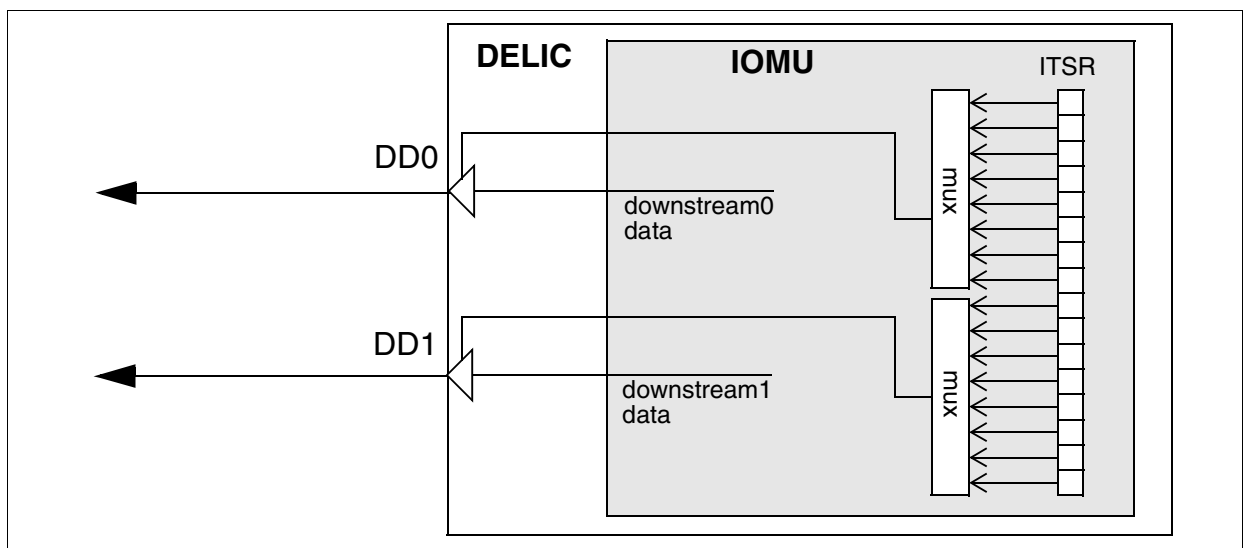 DELIC
IOMU
ITSR
DD0
mux
downstream0
data
DD1
mux
downstream1
data